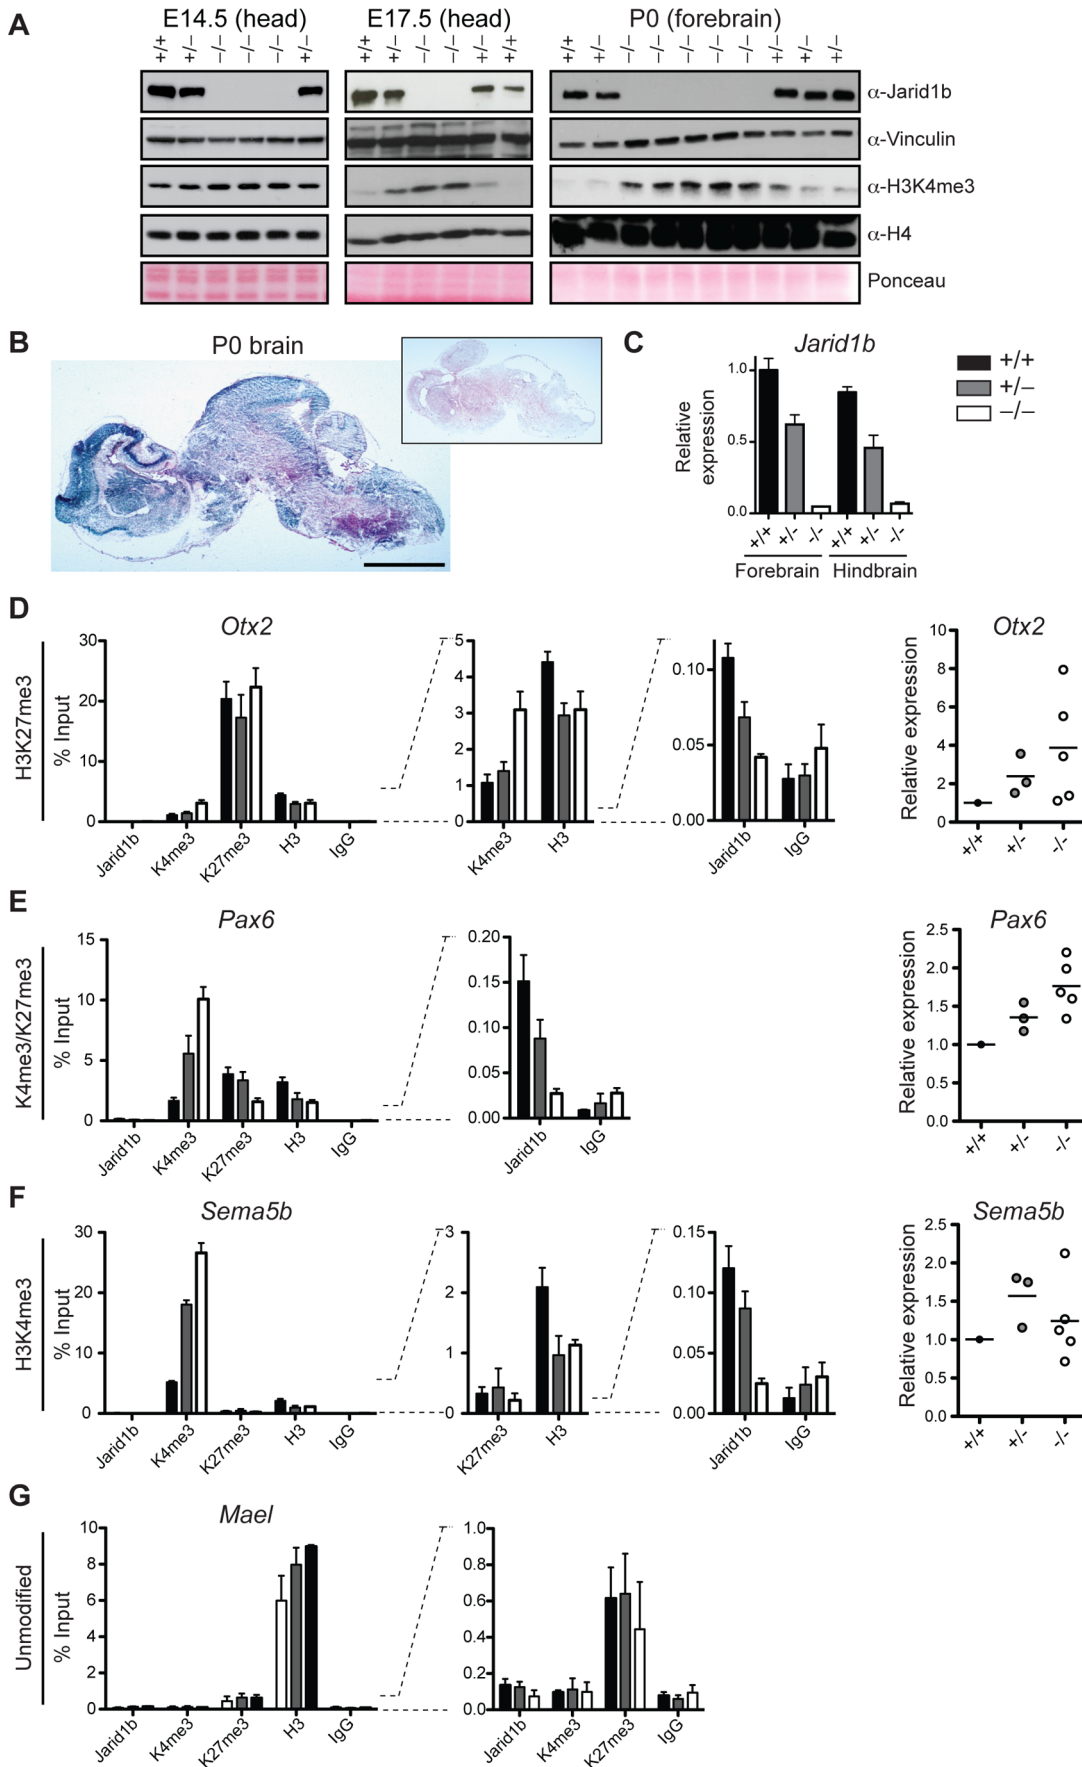 A
E14.5 (head) E17.5 (head) P0 (forebrain)
+/+ +/– –/– –/– –/– +/– +/+ +/– –/– –/– +/– +/+ +/+ +/– –/– –/– –/– –/– –/– +/– +/– +/–
α-Jarid1b
α-Vinculin
α-H3K4me3
α-H4
Ponceau
B
P0 brain
C
Jarid1b
Relative expression
1.0
0.5
0.0
+/+ +/- -/- +/+ +/- -/-
Forebrain Hindbrain
+/+
+/–
–/–
D
H3K27me3
Otx2
% Input
30
20
10
0
Jarid1b K4me3 K27me3 H3 IgG
5
4
3
2
1
0
K4me3 H3
0.10
0.05
0.00
Jarid1b IgG
Otx2
Relative expression
10
8
6
4
2
0
+/+ +/- -/-
E
K4me3/K27me3
Pax6
% Input
15
10
5
0
Jarid1b K4me3 K27me3 H3 IgG
0.20
0.15
0.10
0.05
0.00
Jarid1b IgG
Pax6
Relative expression
2.5
2.0
1.5
1.0
0.5
0.0
+/+ +/- -/-
F
H3K4me3
Sema5b
% Input
30
20
10
0
Jarid1b K4me3 K27me3 H3 IgG
3
2
1
0
K27me3 H3
0.15
0.10
0.05
0.00
Jarid1b IgG
Sema5b
Relative expression
2.5
2.0
1.5
1.0
0.5
0.0
+/+ +/- -/-
G
Unmodified
Mael
% Input
10
8
6
4
2
0
Jarid1b K4me3 K27me3 H3 IgG
1.0
0.8
0.6
0.4
0.2
0.0
Jarid1b K4me3 K27me3 IgG